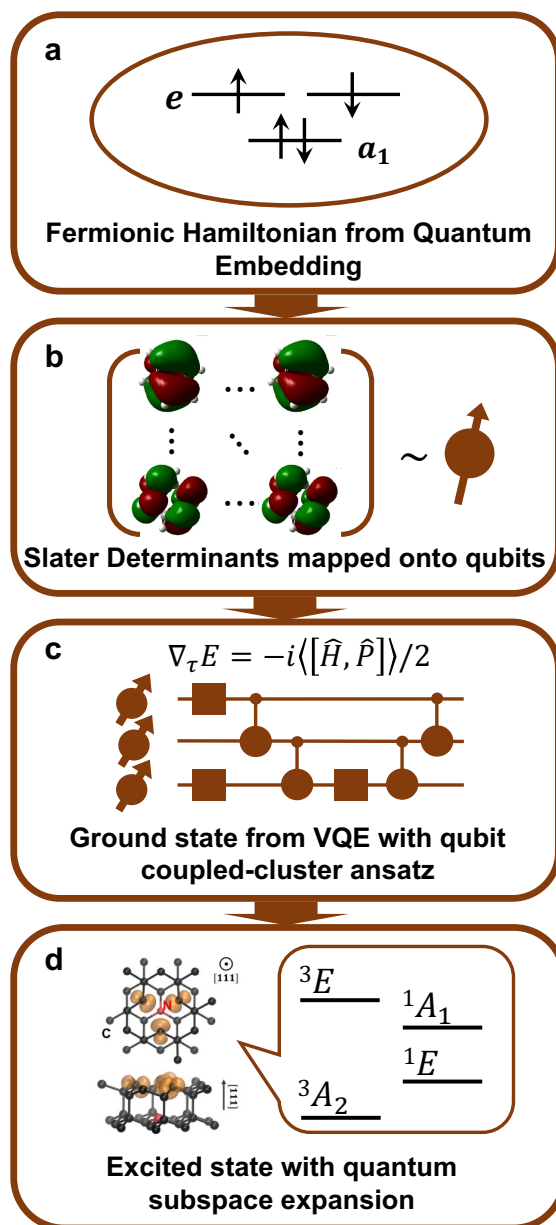 a
e
a₁
Fermionic Hamiltonian from Quantum
Embedding
b
... ...
~
Slater Determinants mapped onto qubits
c
∇τE = −i⟨[Ĥ, P̂]⟩/2
Ground state from VQE with qubit
coupled-cluster ansatz
d
[111]
N
C
[111]
³E
¹A₁
¹E
³A₂
Excited state with quantum
subspace expansion